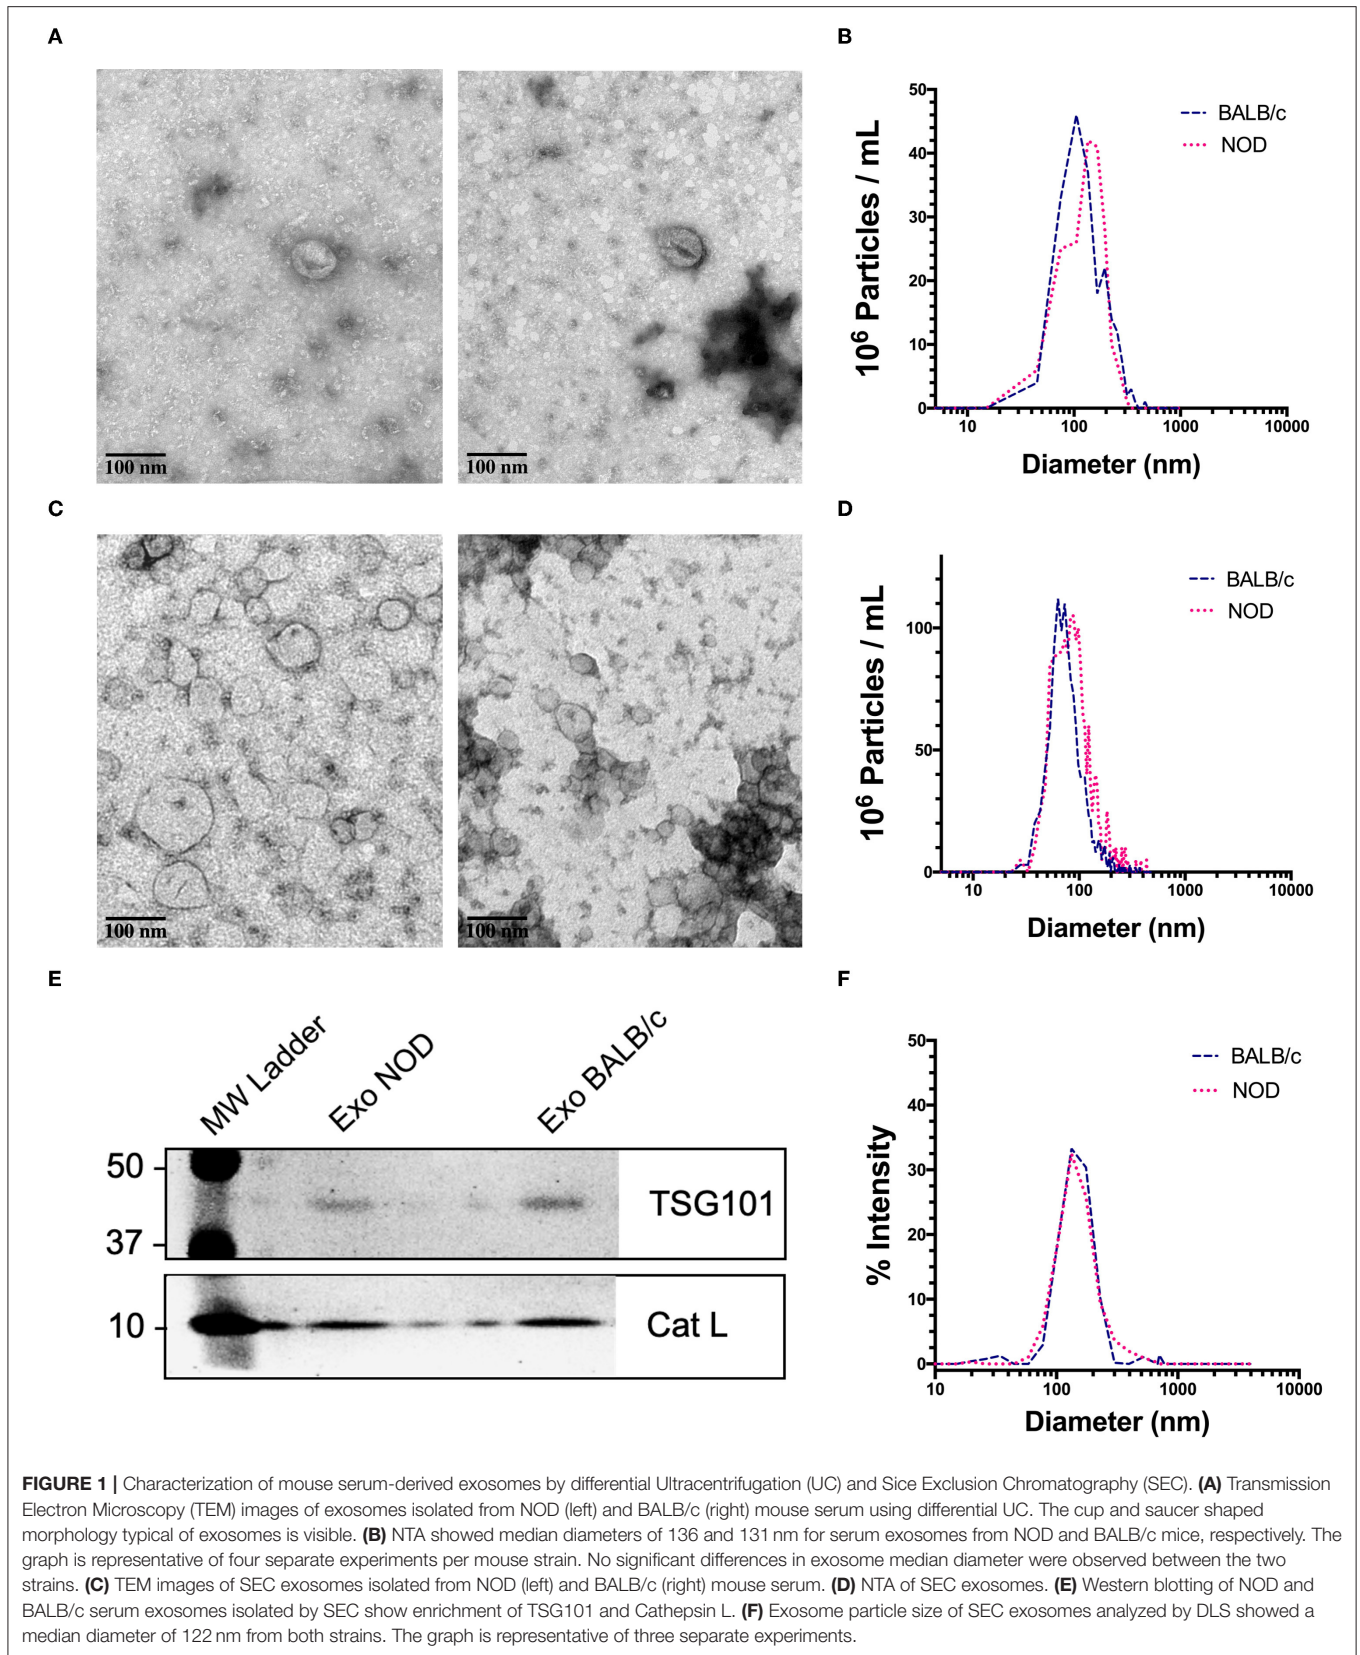 A
B
100 nm
100 nm
50
40
30
20
10
0
10⁶ Particles / mL
BALB/c
NOD
10
100
1000
10000
Diameter (nm)
C
D
100 nm
100 nm
100
50
0
10⁶ Particles / mL
BALB/c
NOD
10
100
1000
10000
Diameter (nm)
E
F
MW Ladder
Exo NOD
Exo BALB/c
50
37
TSG101
10
Cat L
50
40
30
20
10
0
% Intensity
BALB/c
NOD
10
100
1000
10000
Diameter (nm)
FIGURE 1 | Characterization of mouse serum-derived exosomes by differential Ultracentrifugation (UC) and Sice Exclusion Chromatography (SEC). (A) Transmission
Electron Microscopy (TEM) images of exosomes isolated from NOD (left) and BALB/c (right) mouse serum using differential UC. The cup and saucer shaped
morphology typical of exosomes is visible. (B) NTA showed median diameters of 136 and 131 nm for serum exosomes from NOD and BALB/c mice, respectively. The
graph is representative of four separate experiments per mouse strain. No significant differences in exosome median diameter were observed between the two
strains. (C) TEM images of SEC exosomes isolated from NOD (left) and BALB/c (right) mouse serum. (D) NTA of SEC exosomes. (E) Western blotting of NOD and
BALB/c serum exosomes isolated by SEC show enrichment of TSG101 and Cathepsin L. (F) Exosome particle size of SEC exosomes analyzed by DLS showed a
median diameter of 122 nm from both strains. The graph is representative of three separate experiments.